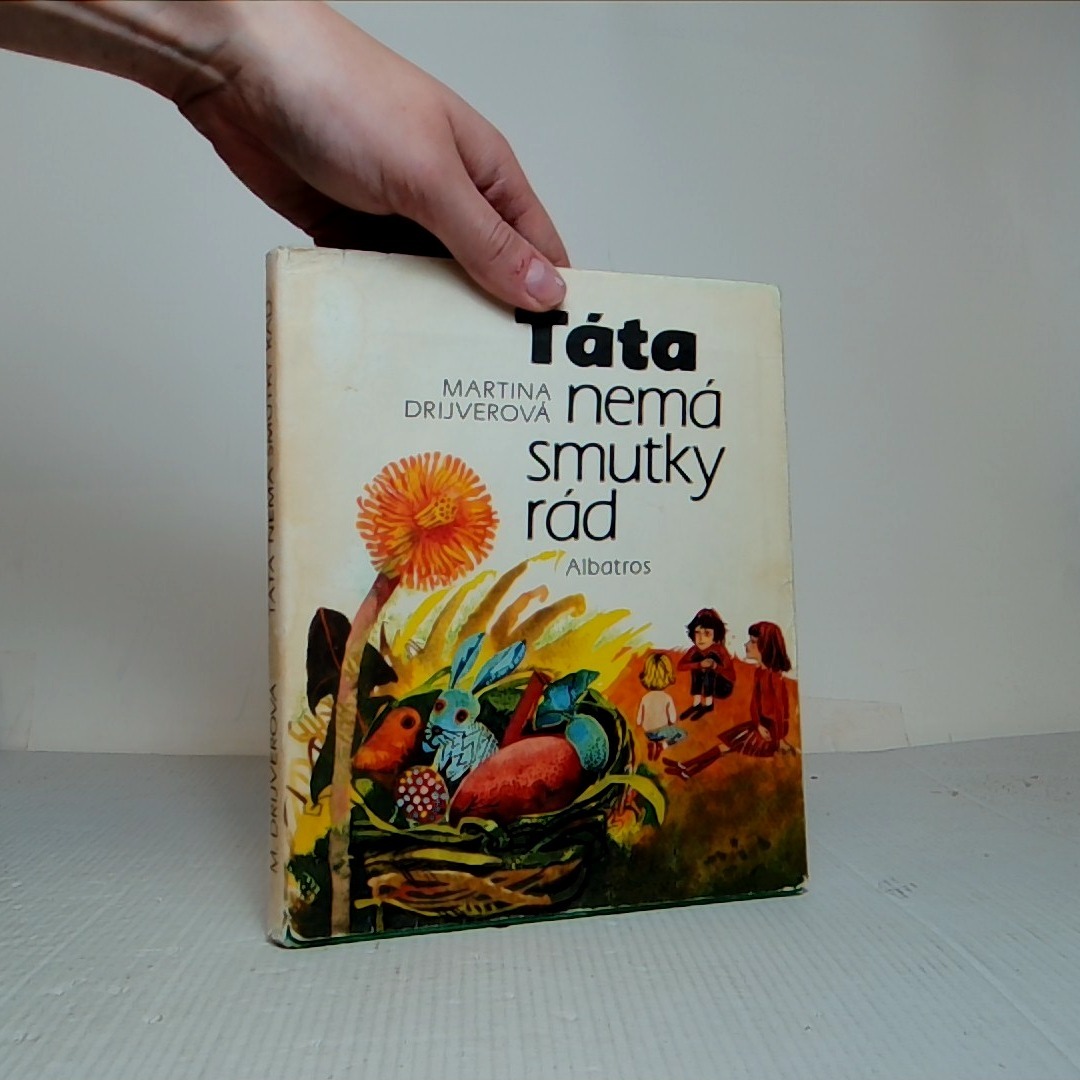 Táta
MARTINA
DRIJVEROVÁ
nemá
smutky
rád
Albatros
M. DRIJVEROVÁ TÁTA NEMÁ SMUTKY RÁD